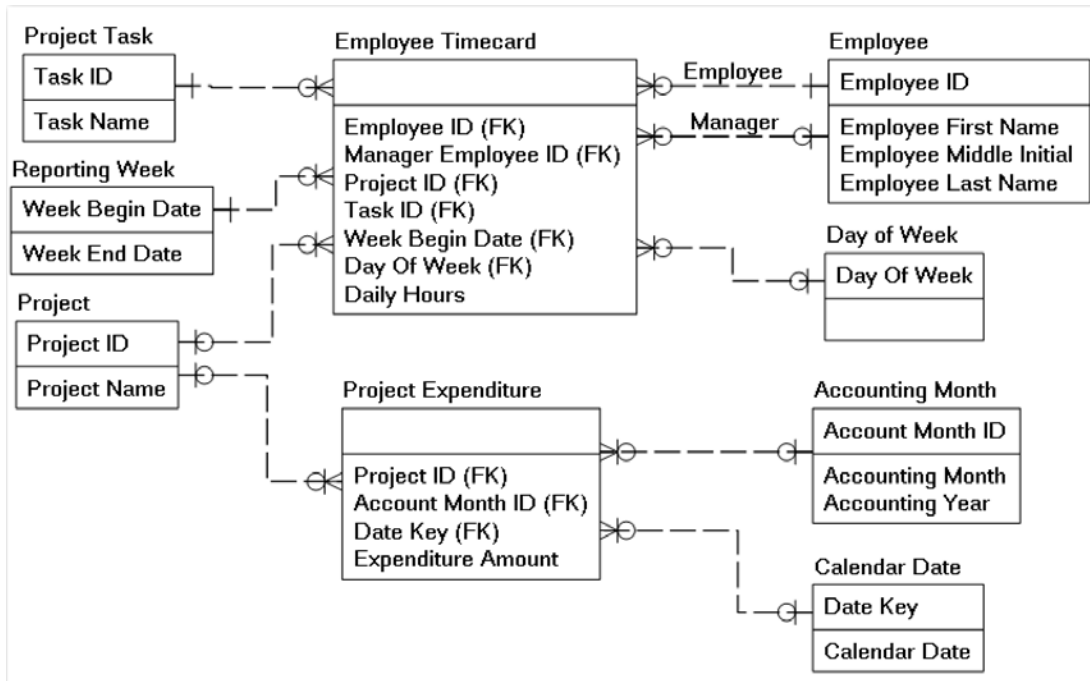 Project Task
Task ID
Task Name
Employee Timecard
Employee ID (FK)
Manager Employee ID (FK)
Project ID (FK)
Task ID (FK)
Week Begin Date (FK)
Day Of Week (FK)
Daily Hours
Employee
Manager
Employee
Employee ID
Employee First Name
Employee Middle Initial
Employee Last Name
Reporting Week
Week Begin Date
Week End Date
Day of Week
Day Of Week
Project
Project ID
Project Name
Project Expenditure
Project ID (FK)
Account Month ID (FK)
Date Key (FK)
Expenditure Amount
Accounting Month
Account Month ID
Accounting Month
Accounting Year
Calendar Date
Date Key
Calendar Date